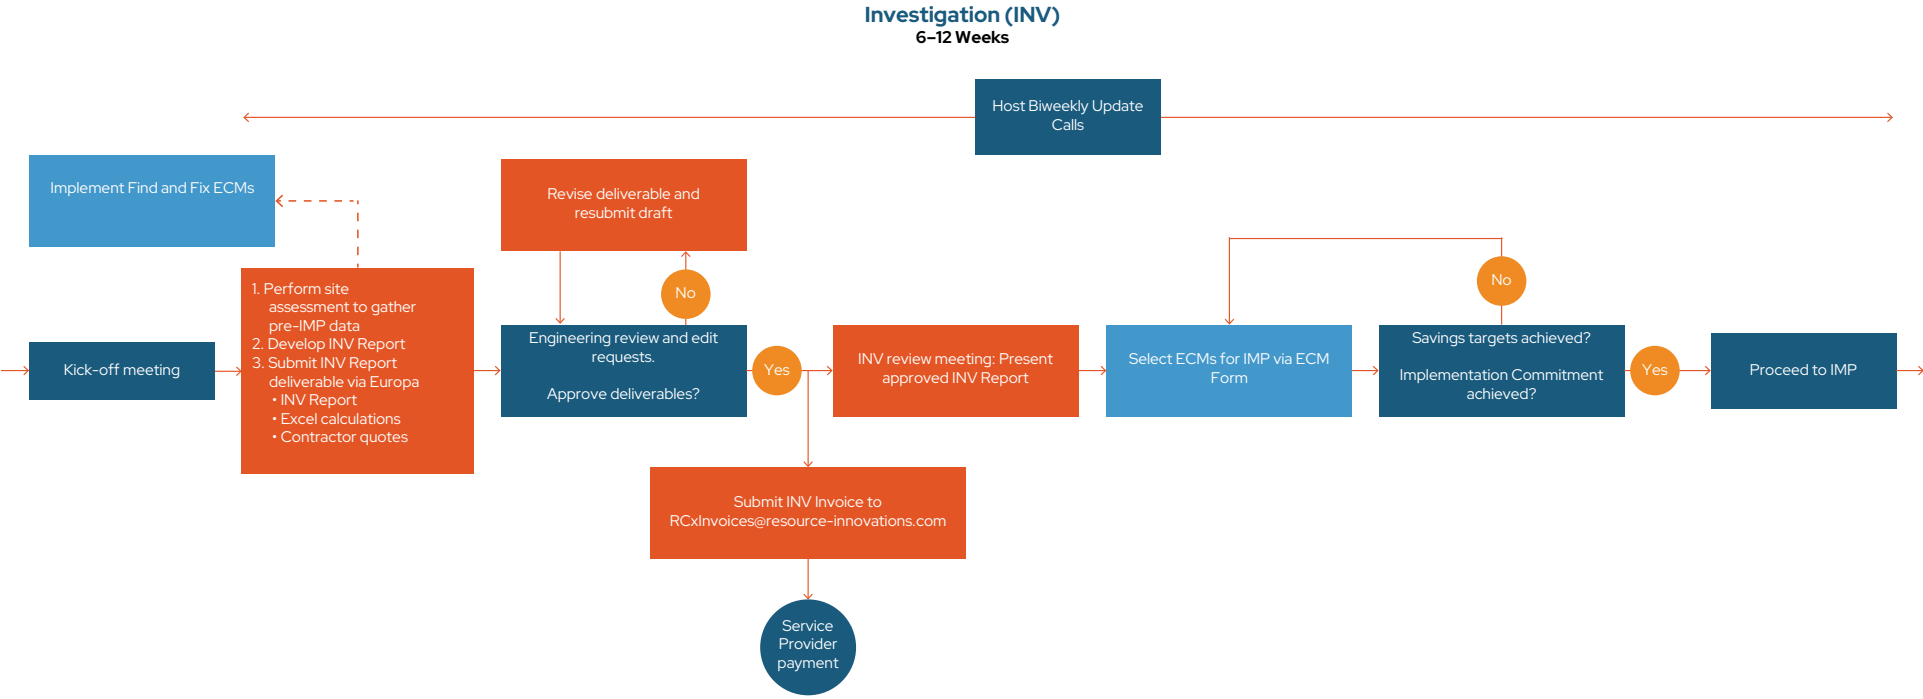 Investigation (INV)
6–12 Weeks
Host Biweekly Update
Calls
Implement Find and Fix ECMs
Revise deliverable and
resubmit draft
No
No
Kick-off meeting
1. Perform site
assessment to gather
pre-IMP data
2. Develop INV Report
3. Submit INV Report
deliverable via Europa
• INV Report
• Excel calculations
• Contractor quotes
Engineering review and edit
requests.
Approve deliverables?
Yes
INV review meeting: Present
approved INV Report
Select ECMs for IMP via ECM
Form
Savings targets achieved?
Implementation Commitment
achieved?
Yes
Proceed to IMP
Submit INV Invoice to
RCxInvoices@resource-innovations.com
Service
Provider
payment